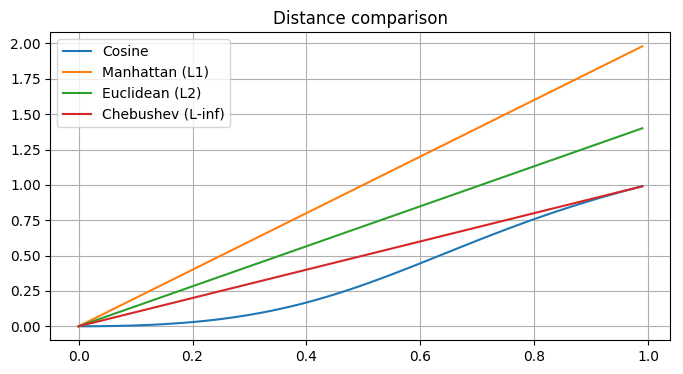 Distance comparison
Cosine
Manhattan (L1)
Euclidean (L2)
Chebushev (L-inf)
2.00
1.75
1.50
1.25
1.00
0.75
0.50
0.25
0.00
0.0 0.2 0.4 0.6 0.8 1.0